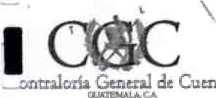 CGC
ontraloría General de Cuen
GUATEMALA, C.A.